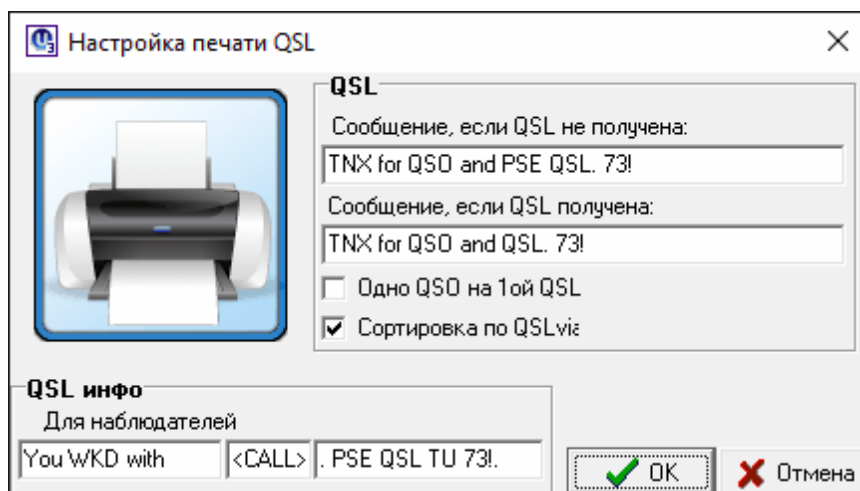 Настройка печати QSL
QSL
Сообщение, если QSL не получена:
TNX for QSO and PSE QSL. 73!
Сообщение, если QSL получена:
TNX for QSO and QSL. 73!
Одно QSO на 1ой QSL
Сортировка по QSLvia
QSL инфо
Для наблюдателей
You WKD with <CALL> . PSE QSL TU 73!.
OK Отмена